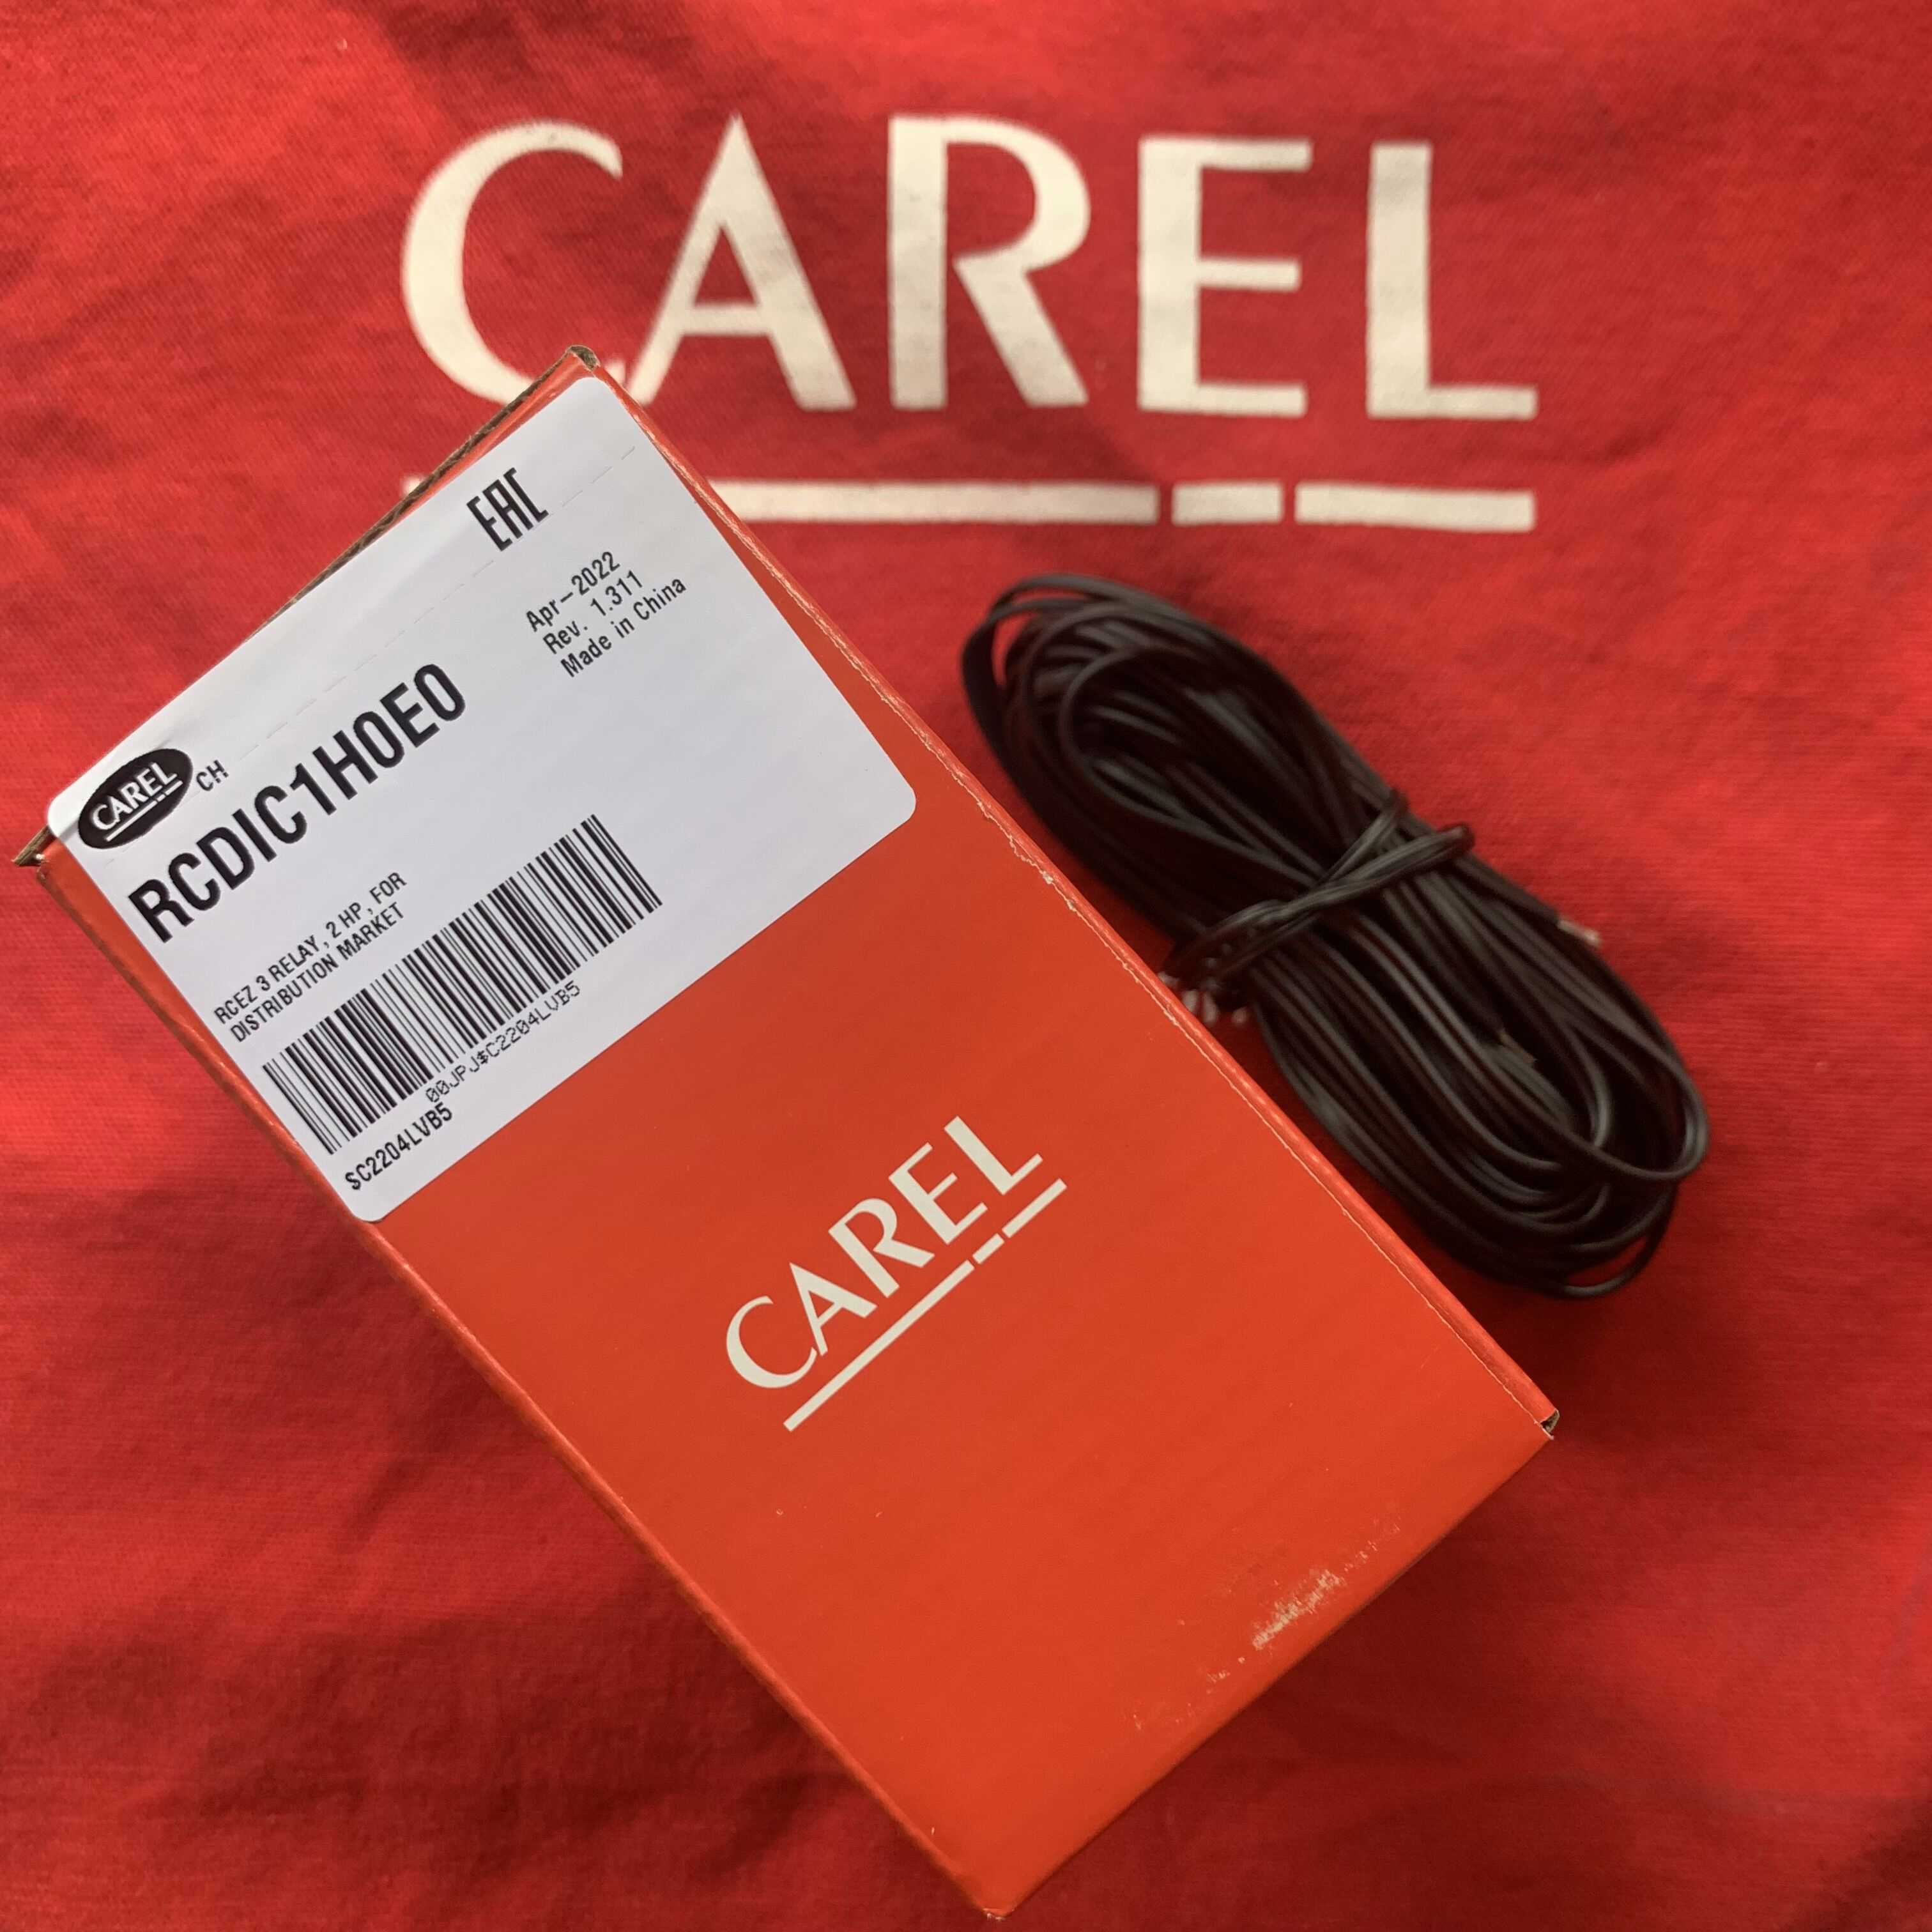 CAREL
EAC
Apr-2022
Rev. 1.311
Made in China
CAREL CH
RCDIC1H0E0
RCEZ 3 RELAY, 2 HP, FOR
DISTRIBUTION MARKET
00JPJ$C2204LVB5
SC2204LVB5
CAREL